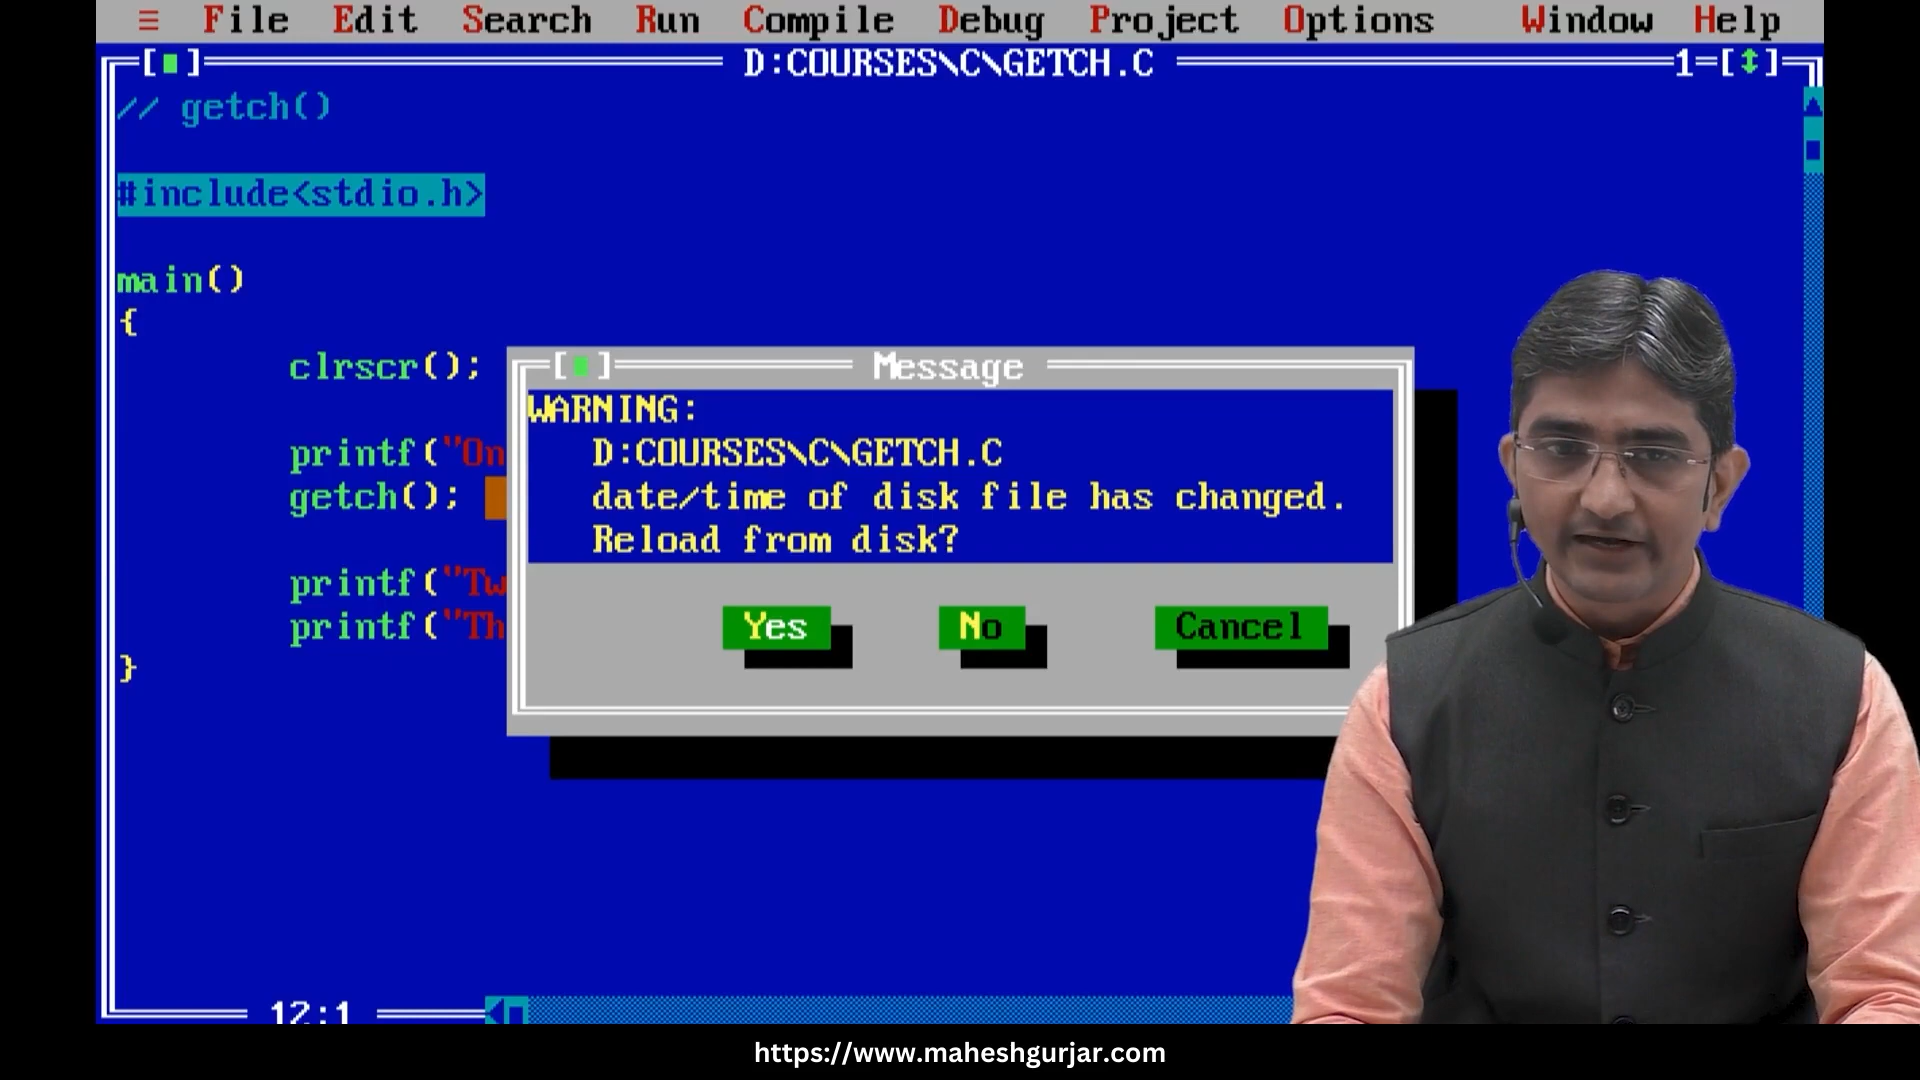 ≡ File Edit Search Run Compile Debug Project Options Window Help
D:COURSES\C\GETCH.C 1
// getch()
#include<stdio.h>
main()
{
clrscr();
printf("On
getch();
printf("Tw
printf("Th
}
Message
WARNING:
D:COURSES\C\GETCH.C
date/time of disk file has changed.
Reload from disk?
Yes No Cancel
12:1
https://www.maheshgurjar.com